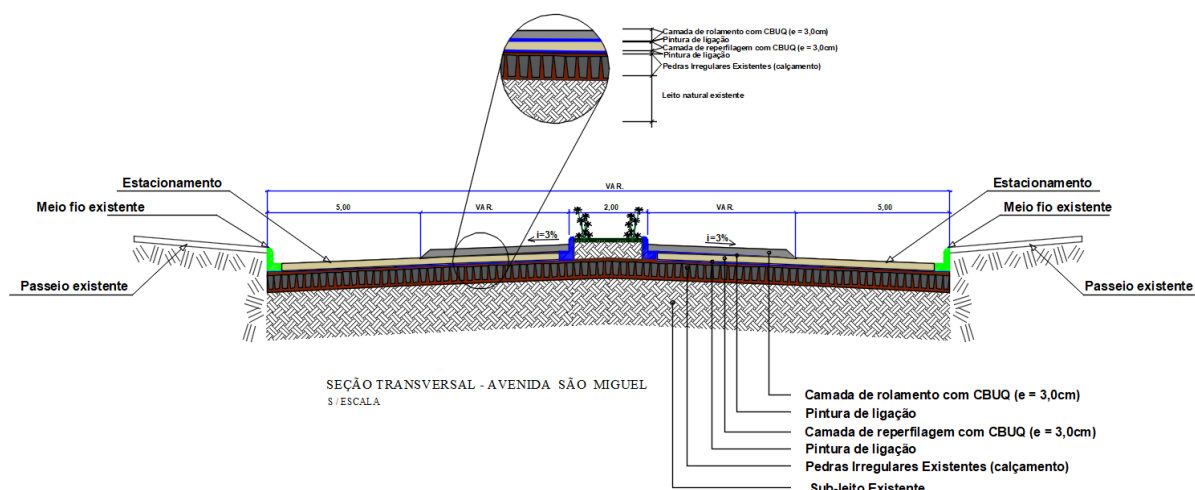 Camada de rolamento com CBUQ (e = 3,0cm)
Pintura de ligação
Camada de reperfilagem com CBUQ (e = 3,0cm)
Pintura de ligação
Pedras Irregulares Existentes (calçamento)
Leito natural existente
VAR.
5,00
VAR.
2,00
VAR.
5,00
Estacionamento
Meio fio existente
Passeio existente
i=3%
i=3%
Estacionamento
Meio fio existente
Passeio existente
SEÇÃO TRANSVERSAL - AVENIDA SÃO MIGUEL
S / ESCALA
Camada de rolamento com CBUQ (e = 3,0cm)
Pintura de ligação
Camada de reperfilagem com CBUQ (e = 3,0cm)
Pintura de ligação
Pedras Irregulares Existentes (calçamento)
Sub-leito Existente